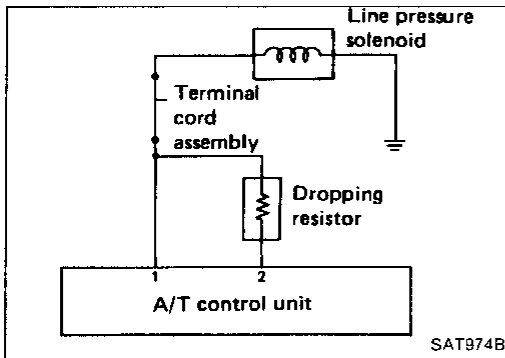 Line pressure
solenoid
Terminal
cord
assembly
Dropping
resistor
1 2
A/T control unit
SAT974B